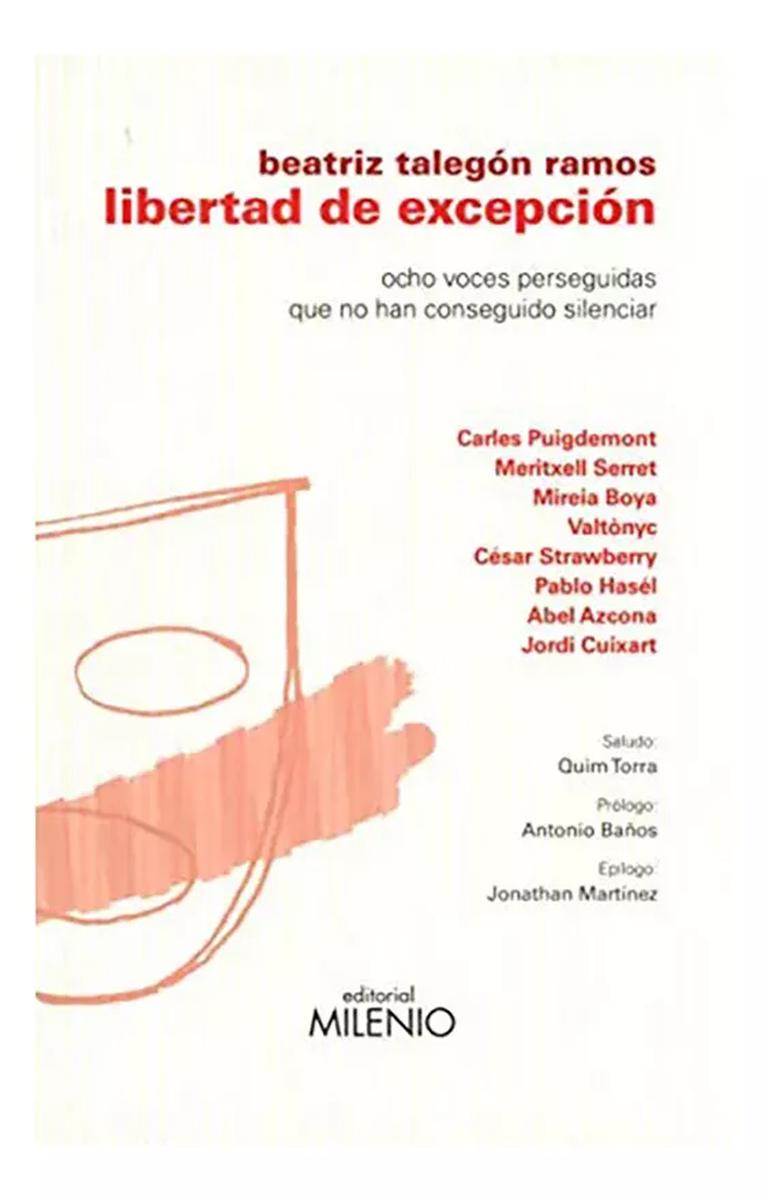 beatriz talegón ramos
libertad de excepción
ocho voces perseguidas
que no han conseguido silenciar
Carles Puigdemont
Meritxell Serret
Mireia Boya
Valtònyc
César Strawberry
Pablo Hasél
Abel Azcona
Jordi Cuixart
Saludo:
Quim Torra
Prólogo:
Antonio Baños
Epílogo:
Jonathan Martínez
editorial
MILENIO